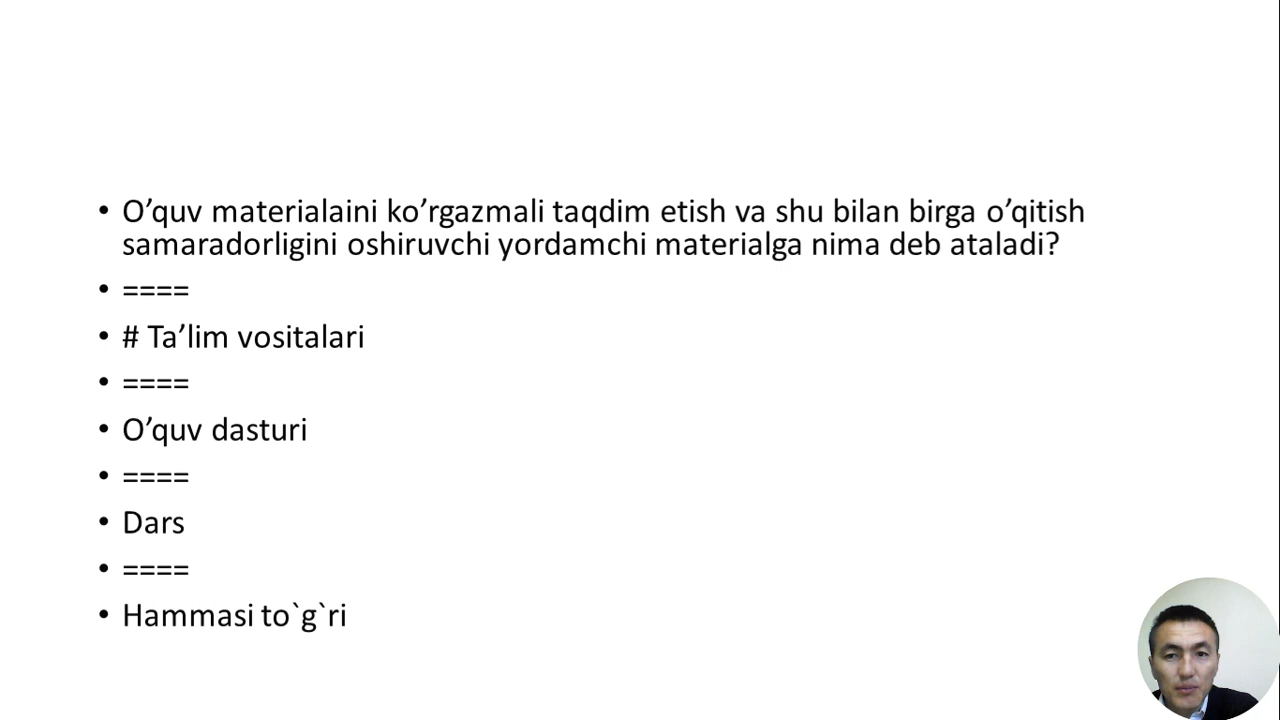 • O’quv materialaini ko’rgazmali taqdim etish va shu bilan birga o’qitish
samaradorligini oshiruvchi yordamchi materialga nima deb ataladi?
• ====
• # Ta’lim vositalari
• ====
• O’quv dasturi
• ====
• Dars
• ====
• Hammasi to`g`ri